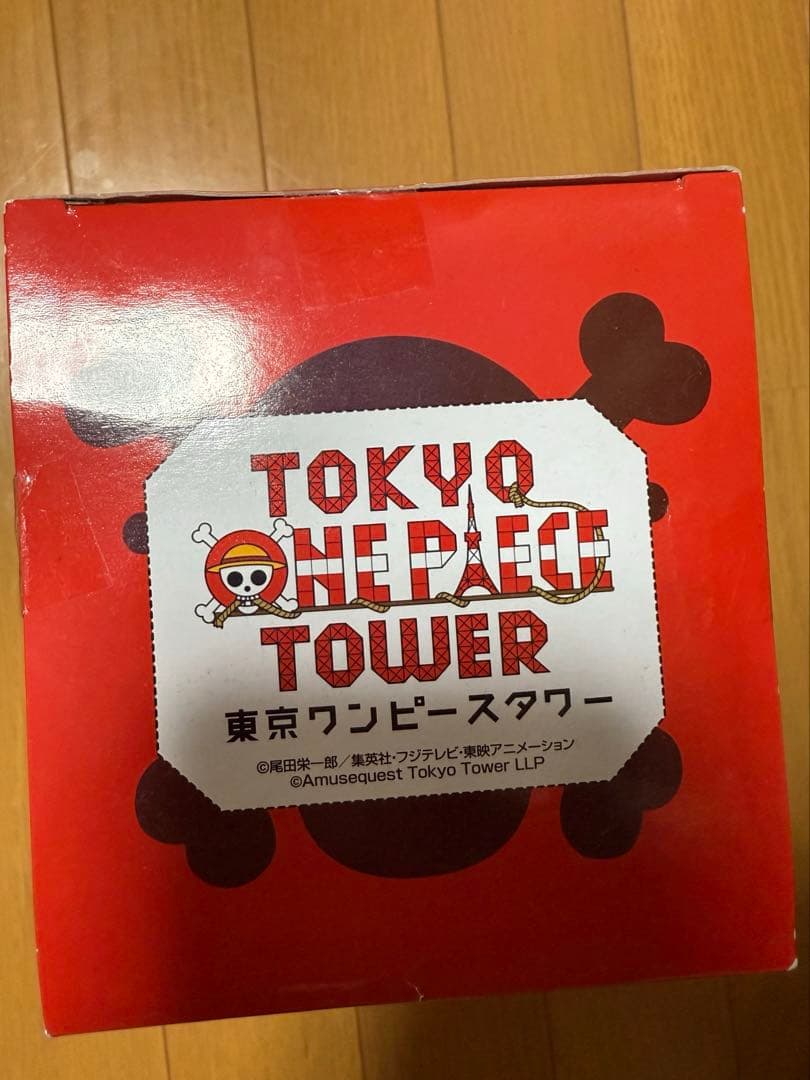 TOKYO
ONE PIECE
TOWER
東京ワンピースタワー
©尾田栄一郎／集英社・フジテレビ・東映アニメーション
©Amusequest Tokyo Tower LLP